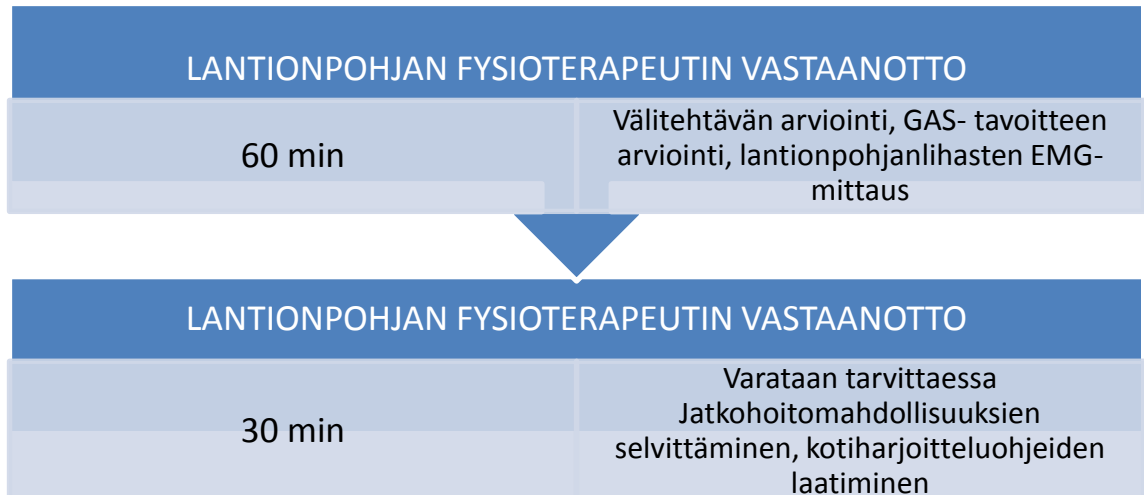 LANTIONPOHJAN FYSIOTERAPEUTIN VASTAANOTTO
60 min
Välitehtävän arviointi, GAS- tavoitteen
arviointi, lantionpohjanlihasten EMG-
mittaus
LANTIONPOHJAN FYSIOTERAPEUTIN VASTAANOTTO
30 min
Varataan tarvittaessa
Jatkohoitomahdollisuuksien
selvittäminen, kotiharjoitteluohjeiden
laatiminen